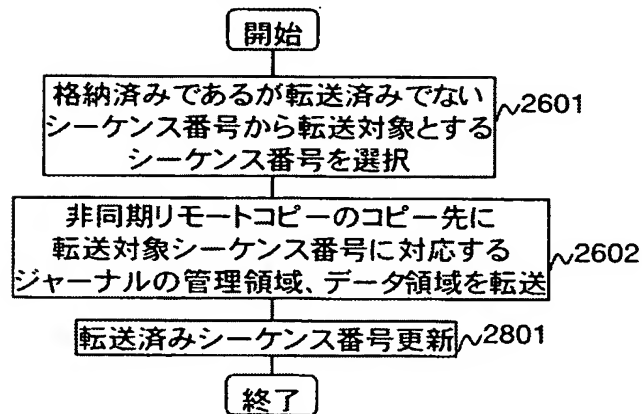 開始
格納済みであるが転送済みでない
シーケンス番号から転送対象とする
シーケンス番号を選択
2601
非同期リモートコピーのコピー先に
転送対象シーケンス番号に対応する
ジャーナルの管理領域、データ領域を転送
2602
転送済みシーケンス番号更新
2801
終了